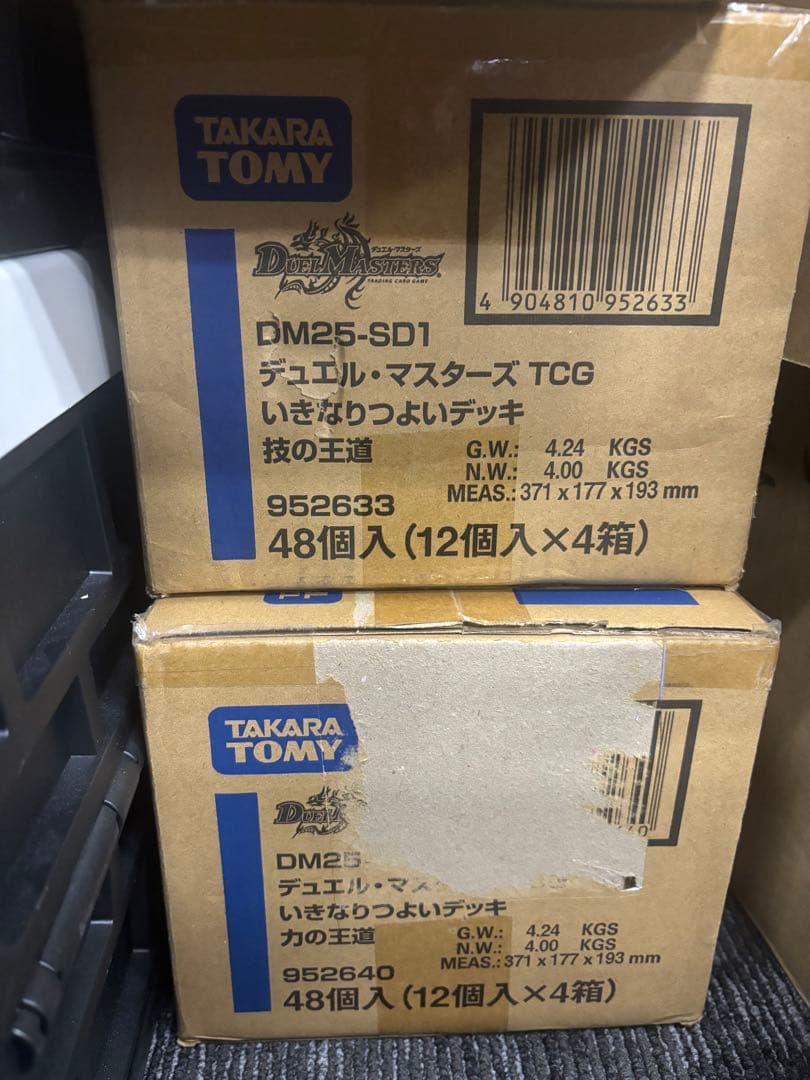 TAKARA
TOMY
デュエル・マスターズ
DUEL MASTERS
TRADING CARD GAME
4 904810 952633
DM25-SD1
デュエル・マスターズ TCG
いきなりつよいデッキ
技の王道
G.W.: 4.24 KGS
N.W.: 4.00 KGS
MEAS.: 371 x 177 x 193 mm
952633
48個入(12個入×4箱)
TAKARA
TOMY
DM25-
デュエル・マス
いきなりつよいデッキ
力の王道
G.W.: 4.24 KGS
N.W.: 4.00 KGS
MEAS.: 371 x 177 x 193 mm
952640
48個入(12個入×4箱)